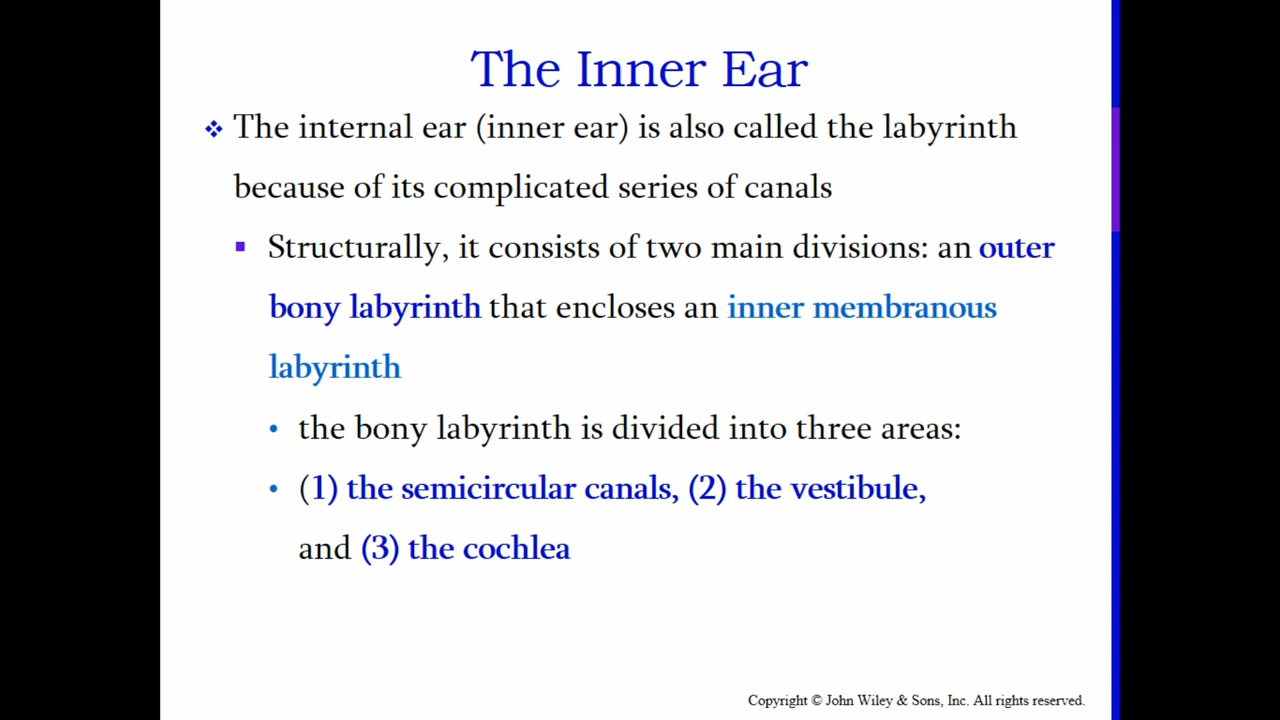 The Inner Ear
The internal ear (inner ear) is also called the labyrinth
because of its complicated series of canals
Structurally, it consists of two main divisions: an outer
bony labyrinth that encloses an inner membranous
labyrinth
the bony labyrinth is divided into three areas:
(1) the semicircular canals, (2) the vestibule,
and (3) the cochlea
Copyright © John Wiley & Sons, Inc. All rights reserved.